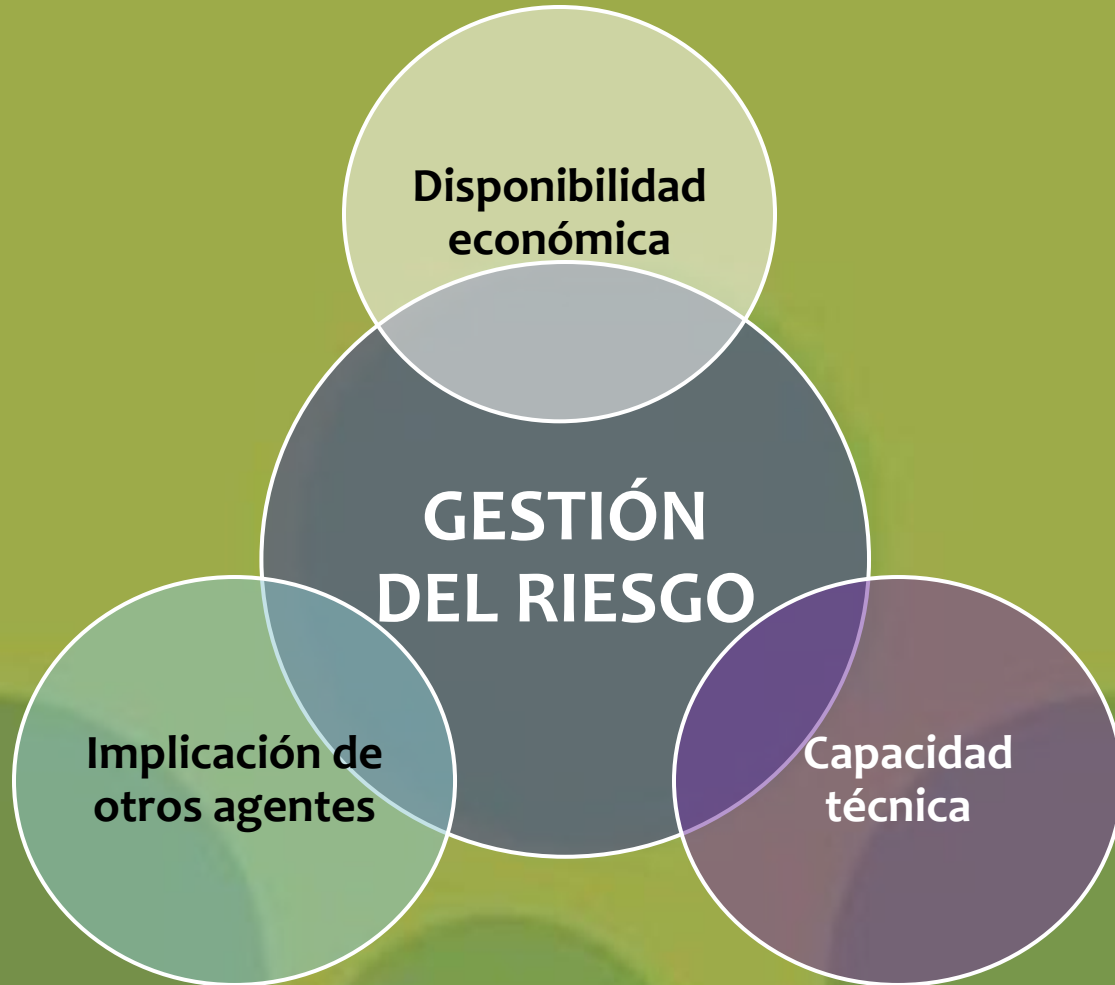 Disponibilidad
económica
GESTIÓN
DEL RIESGO
Implicación de
otros agentes
Capacidad
técnica